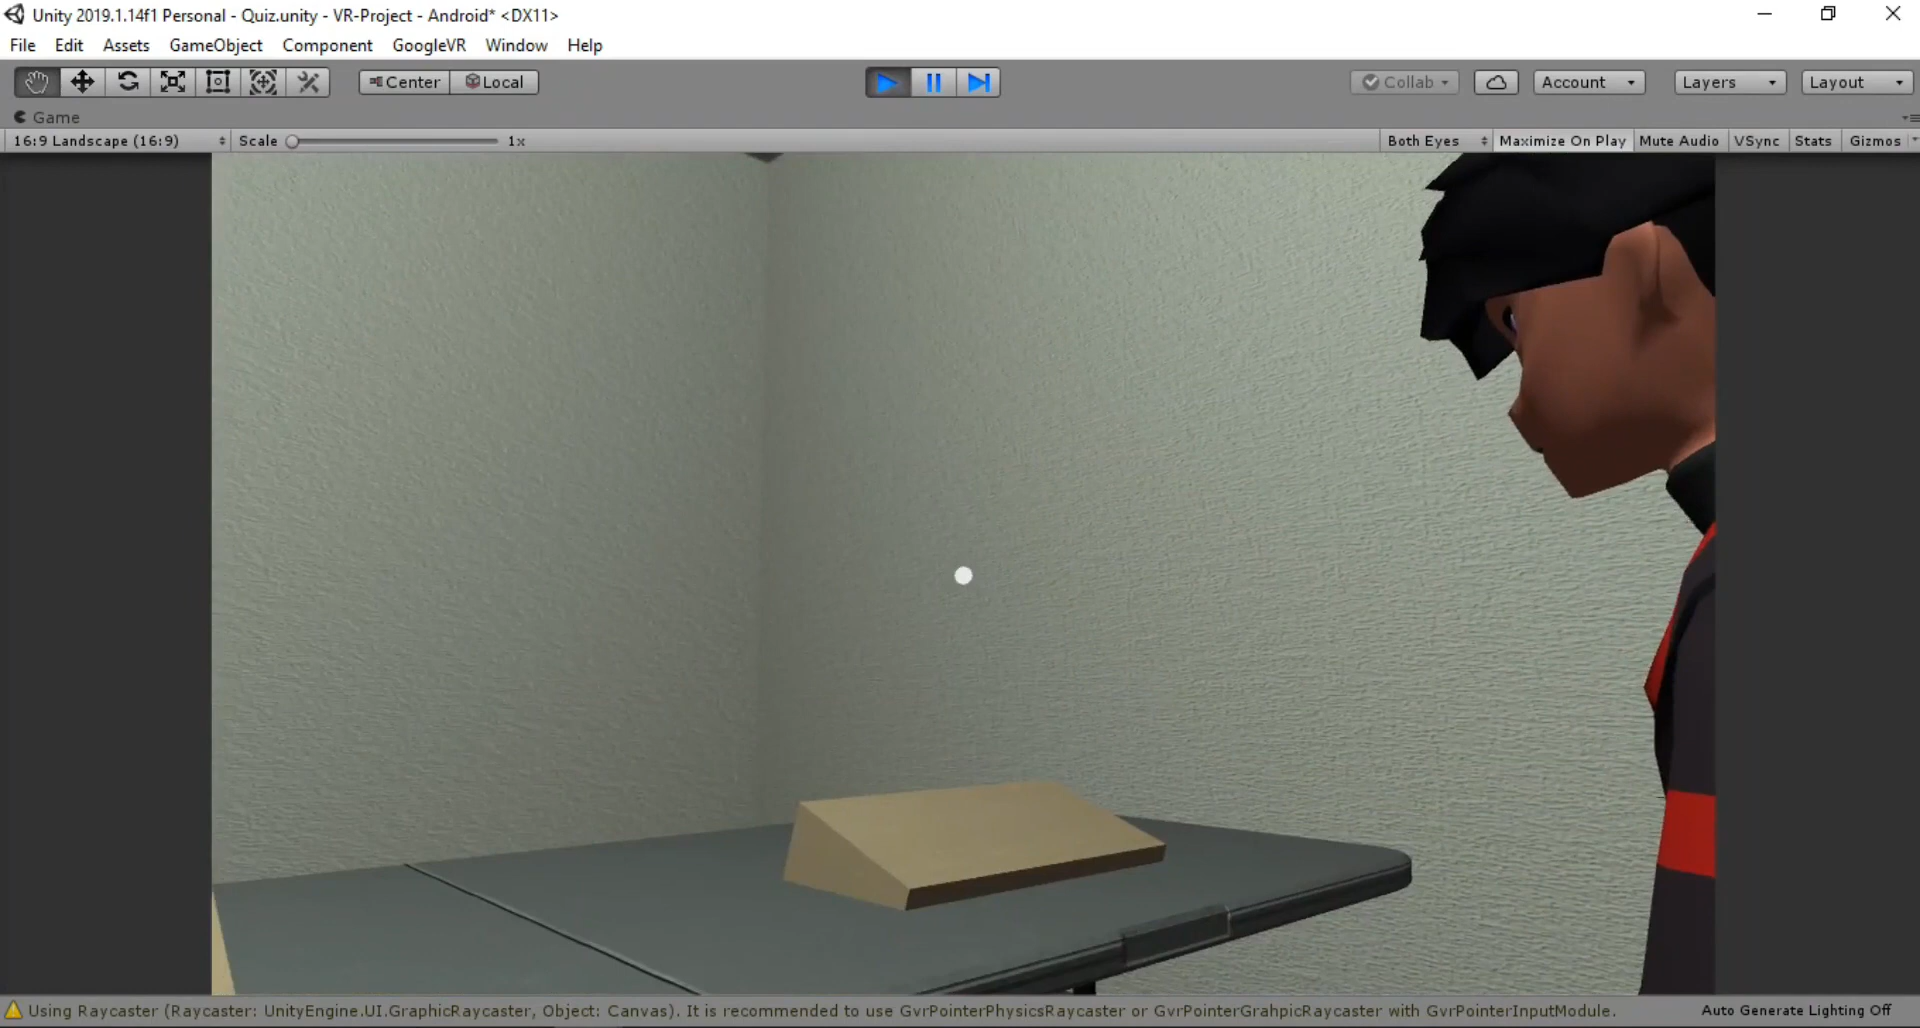 Unity 2019.1.14f1 Personal - Quiz.unity - VR-Project - Android* <DX11>
File Edit Assets GameObject Component GoogleVR Window Help
Center Local Collab Account Layers Layout
Game
16:9 Landscape (16:9) Scale 1x Both Eyes Maximize On Play Mute Audio VSync Stats Gizmos
Using Raycaster (Raycaster: UnityEngine.UI.GraphicRaycaster, Object: Canvas). It is recommended to use GvrPointerPhysicsRaycaster or GvrPointerGrahpicRaycaster with GvrPointerInputModule. Auto Generate Lighting Off